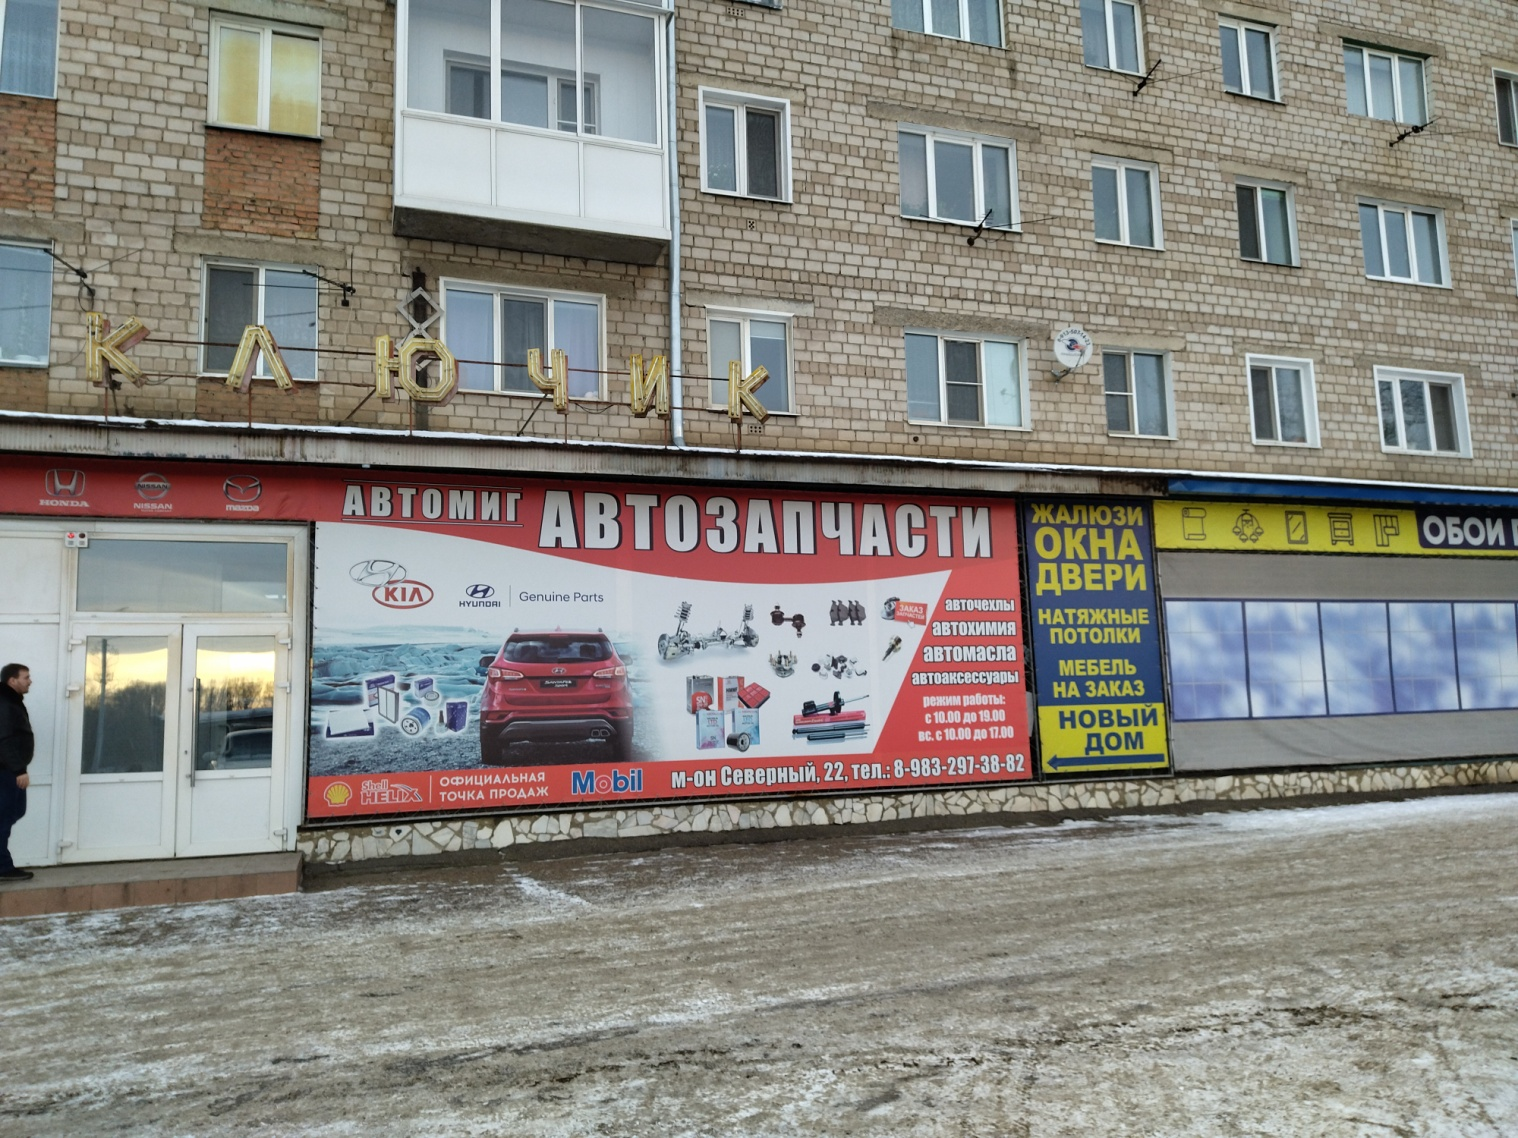 КЛЮЧИК
HONDA
NISSAN
mazda
АВТОМИГ АВТОЗАПЧАСТИ
KIA
HYUNDAI
Genuine Parts
ЗАКАЗ
ЗАПЧАСТЕЙ
авточехлы
автохимия
автомасла
автоаксессуары
режим работы:
с 10.00 до 19.00
вс. с 10.00 до 17.00
Shell
HELIX
ОФИЦИАЛЬНАЯ
ТОЧКА ПРОДАЖ
Mobil
м-он Северный, 22, тел.: 8-983-297-38-82
ЖАЛЮЗИ
ОКНА
ДВЕРИ
НАТЯЖНЫЕ
ПОТОЛКИ
МЕБЕЛЬ
НА ЗАКАЗ
НОВЫЙ
ДОМ
ОБОИ